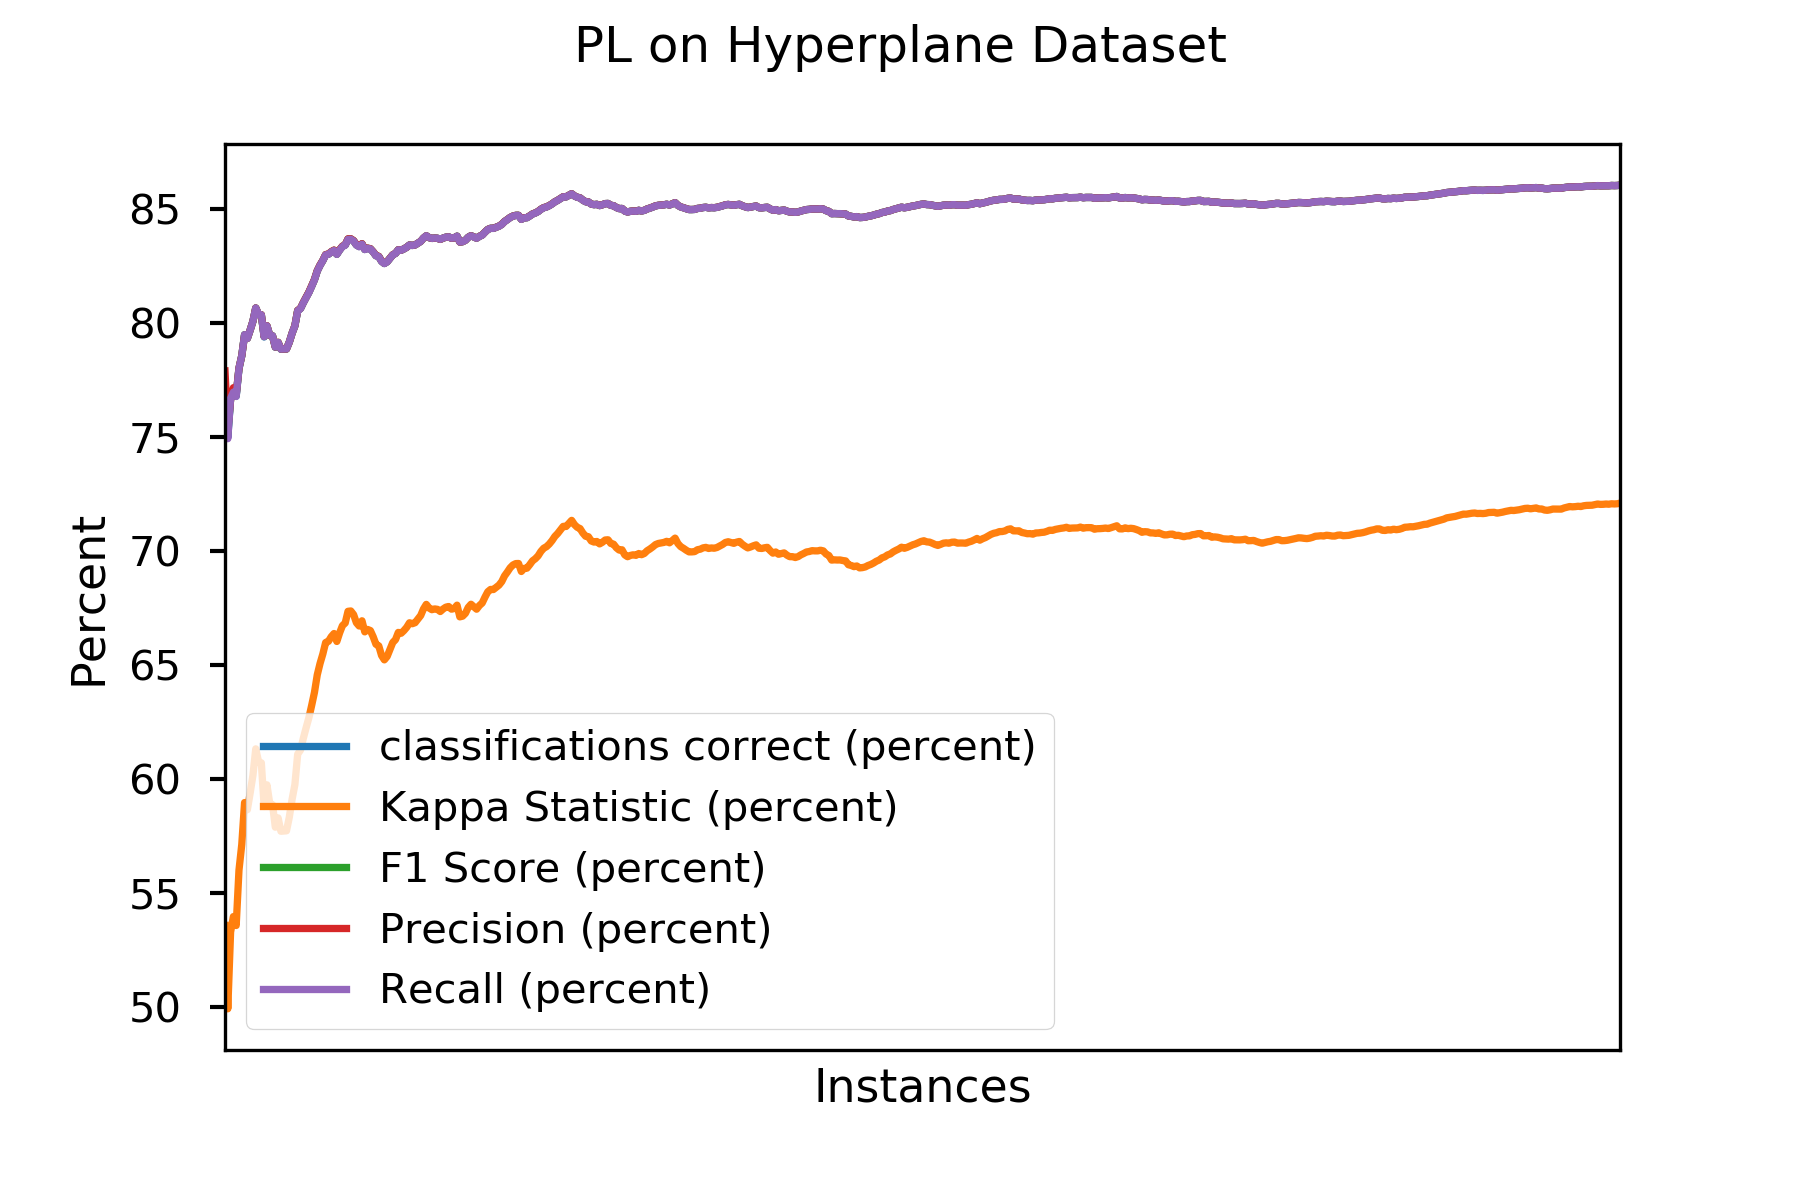 PL on Hyperplane Dataset
85
80
75
70
65
60
55
50
Percent
classifications correct (percent)
Kappa Statistic (percent)
F1 Score (percent)
Precision (percent)
Recall (percent)
Instances